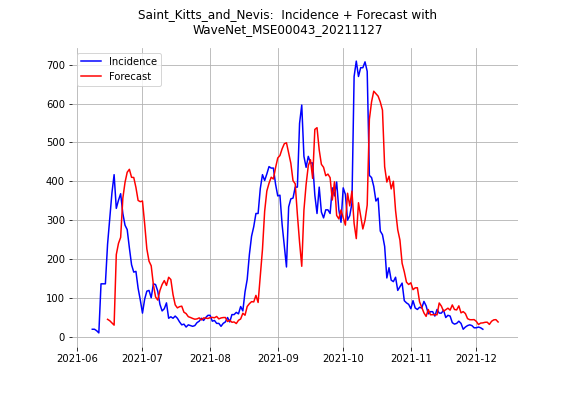 Saint_Kitts_and_Nevis:  Incidence + Forecast with
WaveNet_MSE00043_20211127
Incidence
Forecast
700
600
500
400
300
200
100
0
2021-06 2021-07 2021-08 2021-09 2021-10 2021-11 2021-12